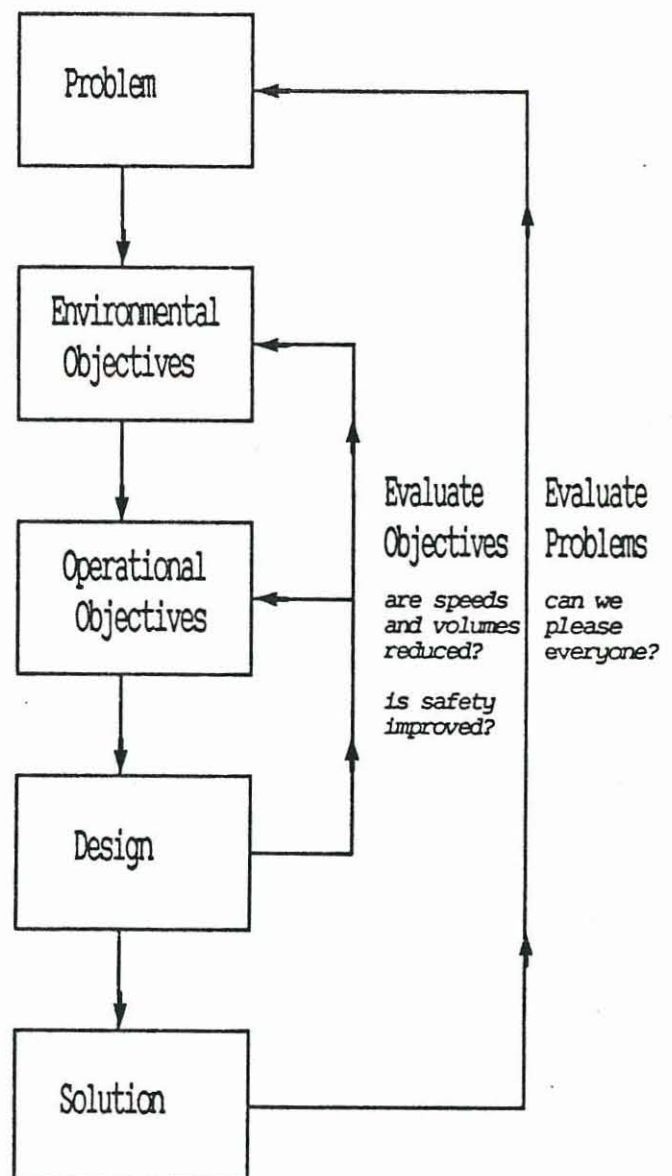 Problem
Environmental
Objectives
Operational
Objectives
Design
Solution
Evaluate
Objectives
are speeds
and volumes
reduced?
is safety
improved?
Evaluate
Problems
can we
please
everyone?